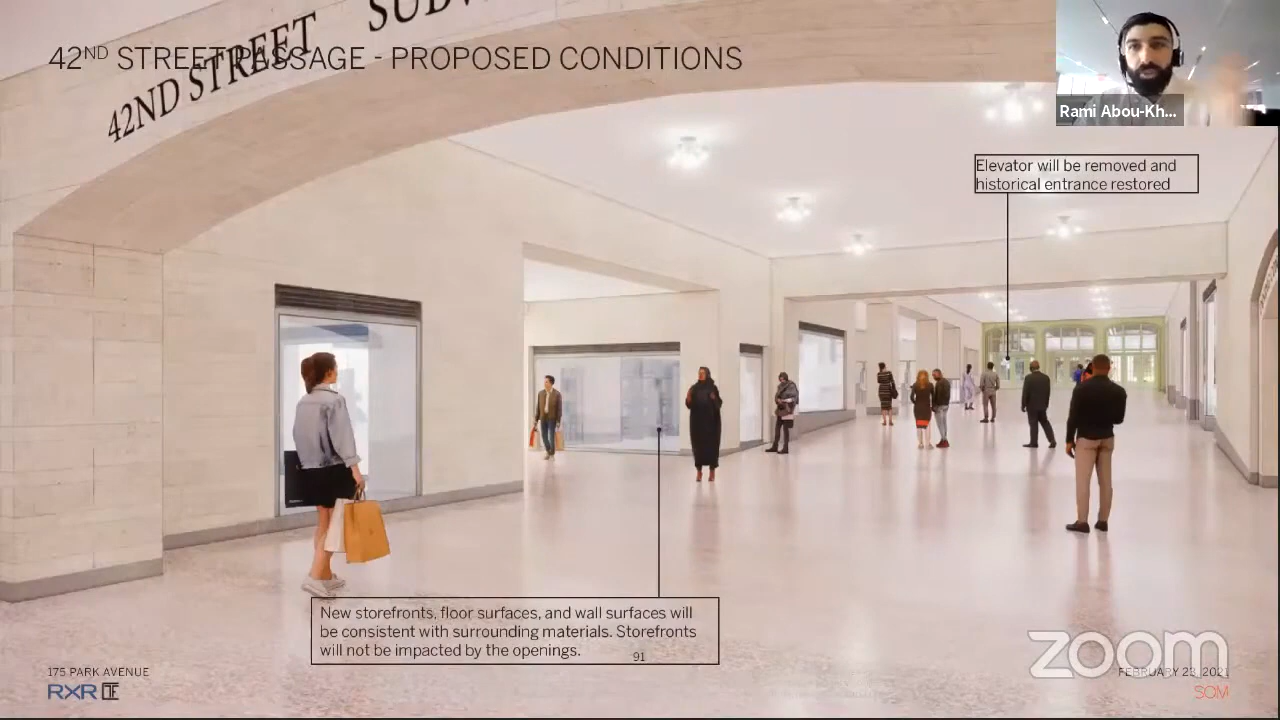 42ND STREET PASSAGE - PROPOSED CONDITIONS
42ND STREET SUBW
Rami Abou-Kh...
Elevator will be removed and
historical entrance restored
New storefronts, floor surfaces, and wall surfaces will
be consistent with surrounding materials. Storefronts
will not be impacted by the openings.
91
zoom
175 PARK AVENUE
RXR TF
FEBRUARY 23, 2021
SOM